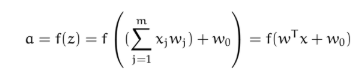 a = f(z) = f((∑_{j=1}^{m} x_j w_j) + w_0) = f(w^T x + w_0)